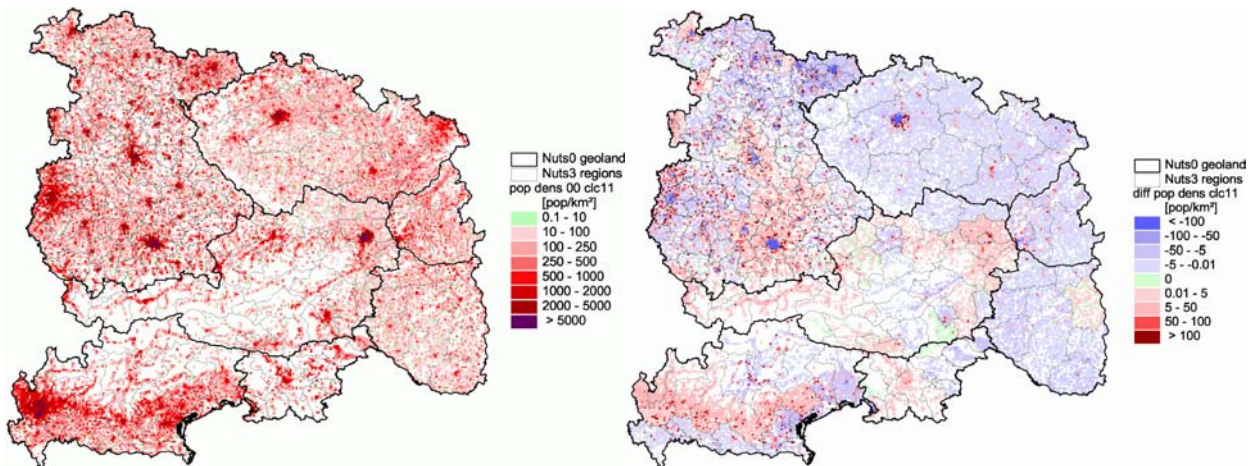 Nuts0 geoland
Nuts3 regions
pop dens 00 clc11
[pop/km²]
0.1 - 10
10 - 100
100 - 250
250 - 500
500 - 1000
1000 - 2000
2000 - 5000
> 5000
Nuts0 geoland
Nuts3 regions
diff pop dens clc11
[pop/km²]
< -100
-100 - -50
-50 - -5
-5 - -0.01
0
0.01 - 5
5 - 50
50 - 100
> 100